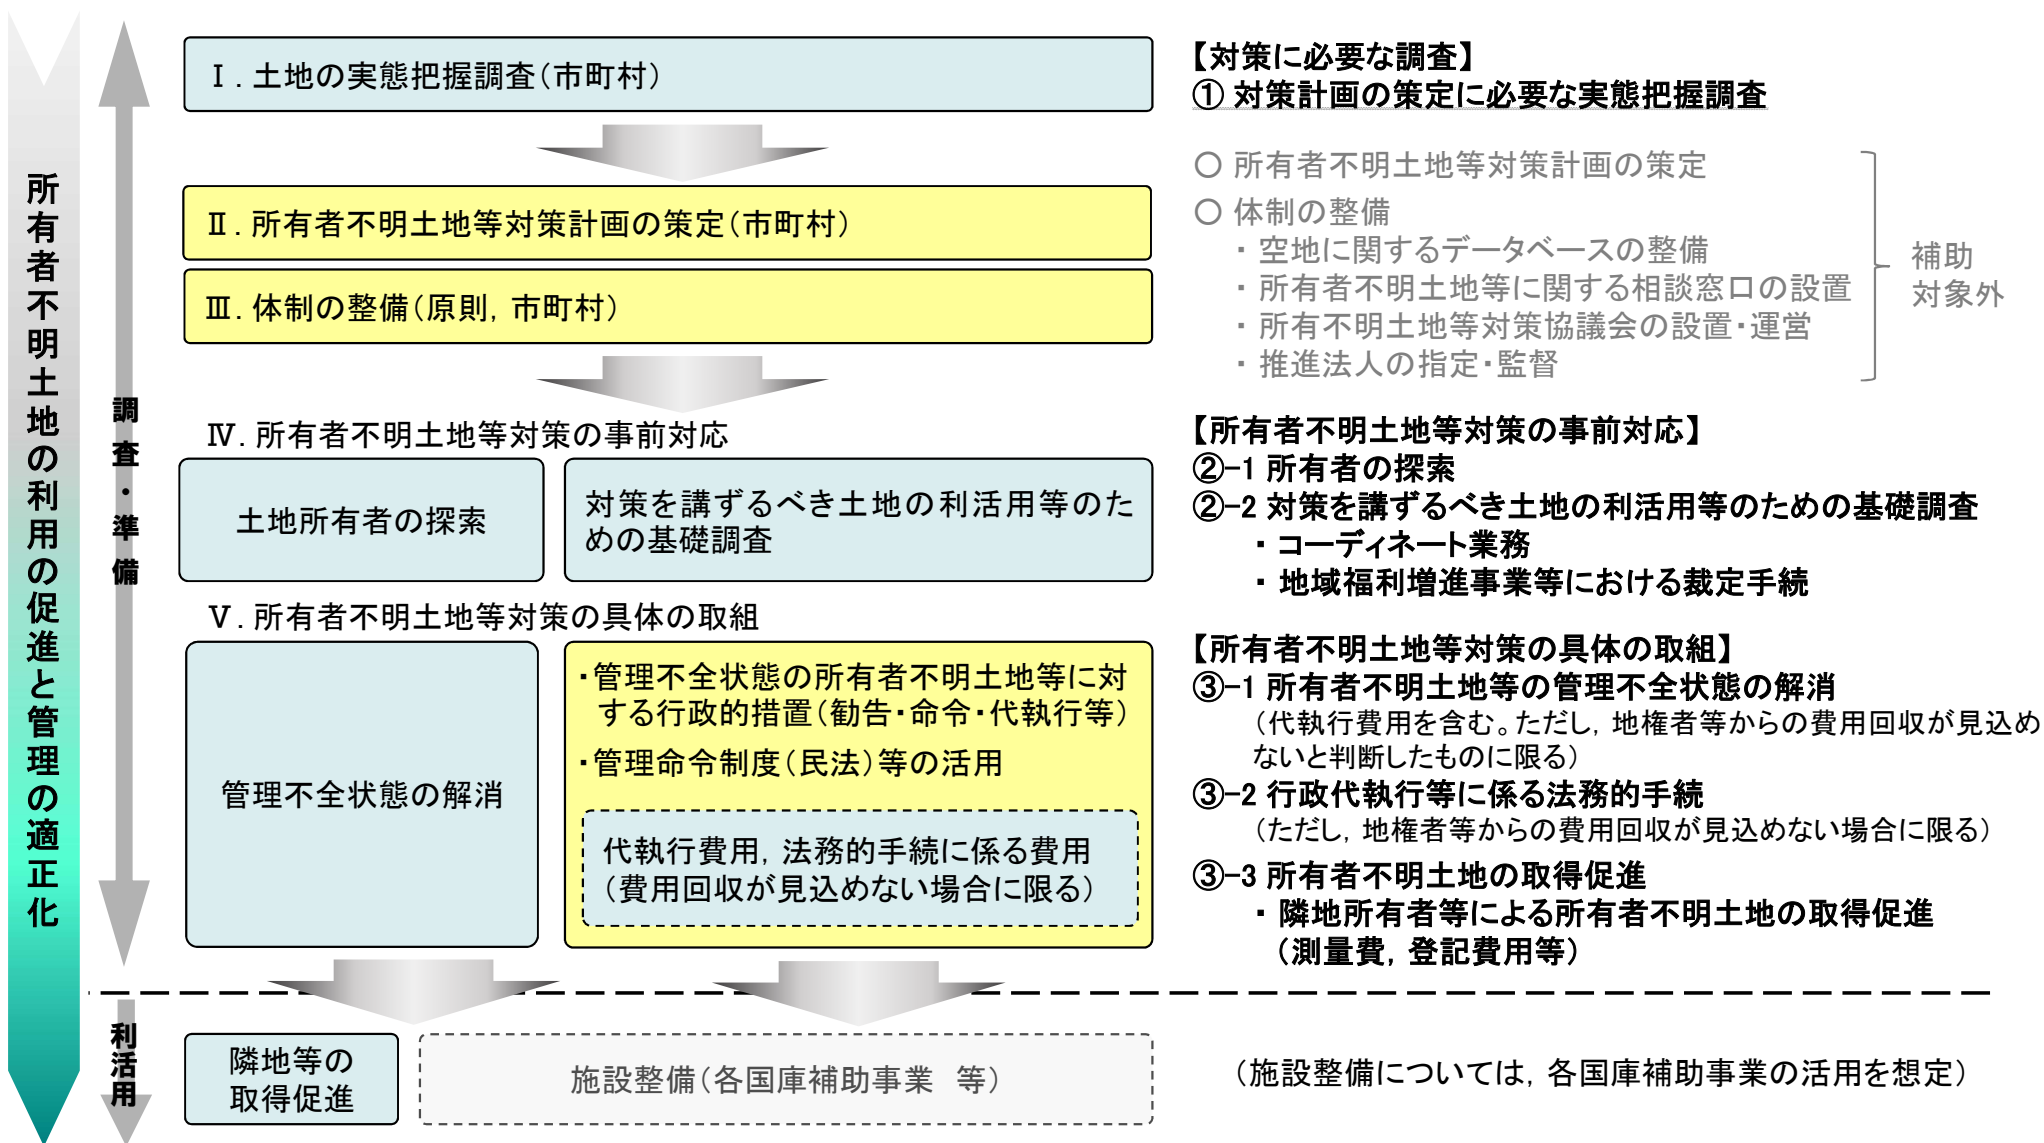 所有者不明土地の利用の促進と管理の適正化
調査・準備
利活用
Ⅰ．土地の実態把握調査（市町村）
Ⅱ．所有者不明土地等対策計画の策定（市町村）
Ⅲ．体制の整備（原則，市町村）
Ⅳ．所有者不明土地等対策の事前対応
土地所有者の探索
対策を講ずるべき土地の利活用等のた
めの基礎調査
Ⅴ．所有者不明土地等対策の具体の取組
管理不全状態の解消
・管理不全状態の所有者不明土地等に対
する行政的措置（勧告・命令・代執行等）
・管理命令制度（民法）等の活用
代執行費用，法務的手続に係る費用
（費用回収が見込めない場合に限る）
隣地等の
取得促進
施設整備（各国庫補助事業　等）
【対策に必要な調査】
① 対策計画の策定に必要な実態把握調査
○ 所有者不明土地等対策計画の策定
○ 体制の整備
・空地に関するデータベースの整備
・所有者不明土地等に関する相談窓口の設置
・所有不明土地等対策協議会の設置・運営
・推進法人の指定・監督
補助
対象外
【所有者不明土地等対策の事前対応】
②-1 所有者の探索
②-2 対策を講ずるべき土地の利活用等のための基礎調査
・コーディネート業務
・地域福利増進事業等における裁定手続
【所有者不明土地等対策の具体の取組】
③-1 所有者不明土地等の管理不全状態の解消
（代執行費用を含む。ただし，地権者等からの費用回収が見込め
ないと判断したものに限る）
③-2 行政代執行等に係る法務的手続
（ただし，地権者等からの費用回収が見込めない場合に限る）
③-3 所有者不明土地の取得促進
・隣地所有者等による所有者不明土地の取得促進
（測量費，登記費用等）
（施設整備については，各国庫補助事業の活用を想定）